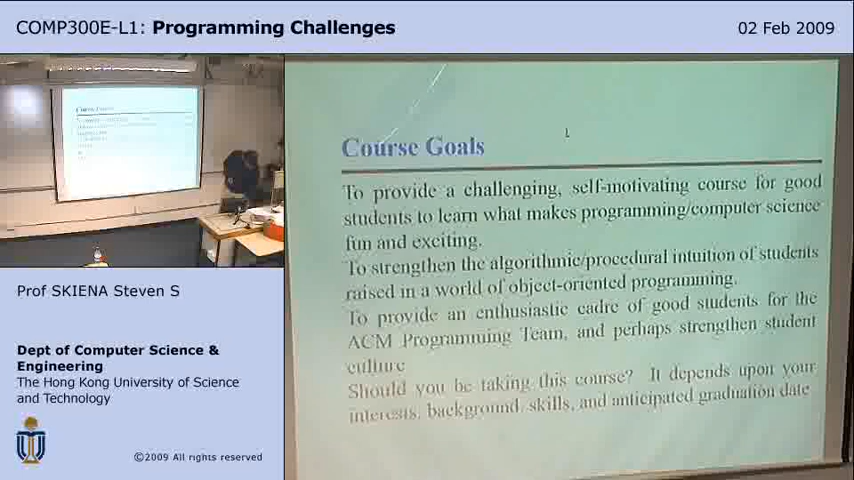 COMP300E-L1: Programming Challenges
02 Feb 2009
Course Goals
To provide a challenging, self-motivating course for good
students to learn what makes programming/computer science
fun and exciting.
To strengthen the algorithmic/procedural intuition of students
raised in a world of object-oriented programming.
To provide an enthusiastic cadre of good students for the
ACM Programming Team, and perhaps strengthen student
culture
Should you be taking this course? It depends upon your
interests, background, skills, and anticipated graduation date
Prof SKIENA Steven S
Dept of Computer Science &
Engineering
The Hong Kong University of Science
and Technology
©2009 All rights reserved